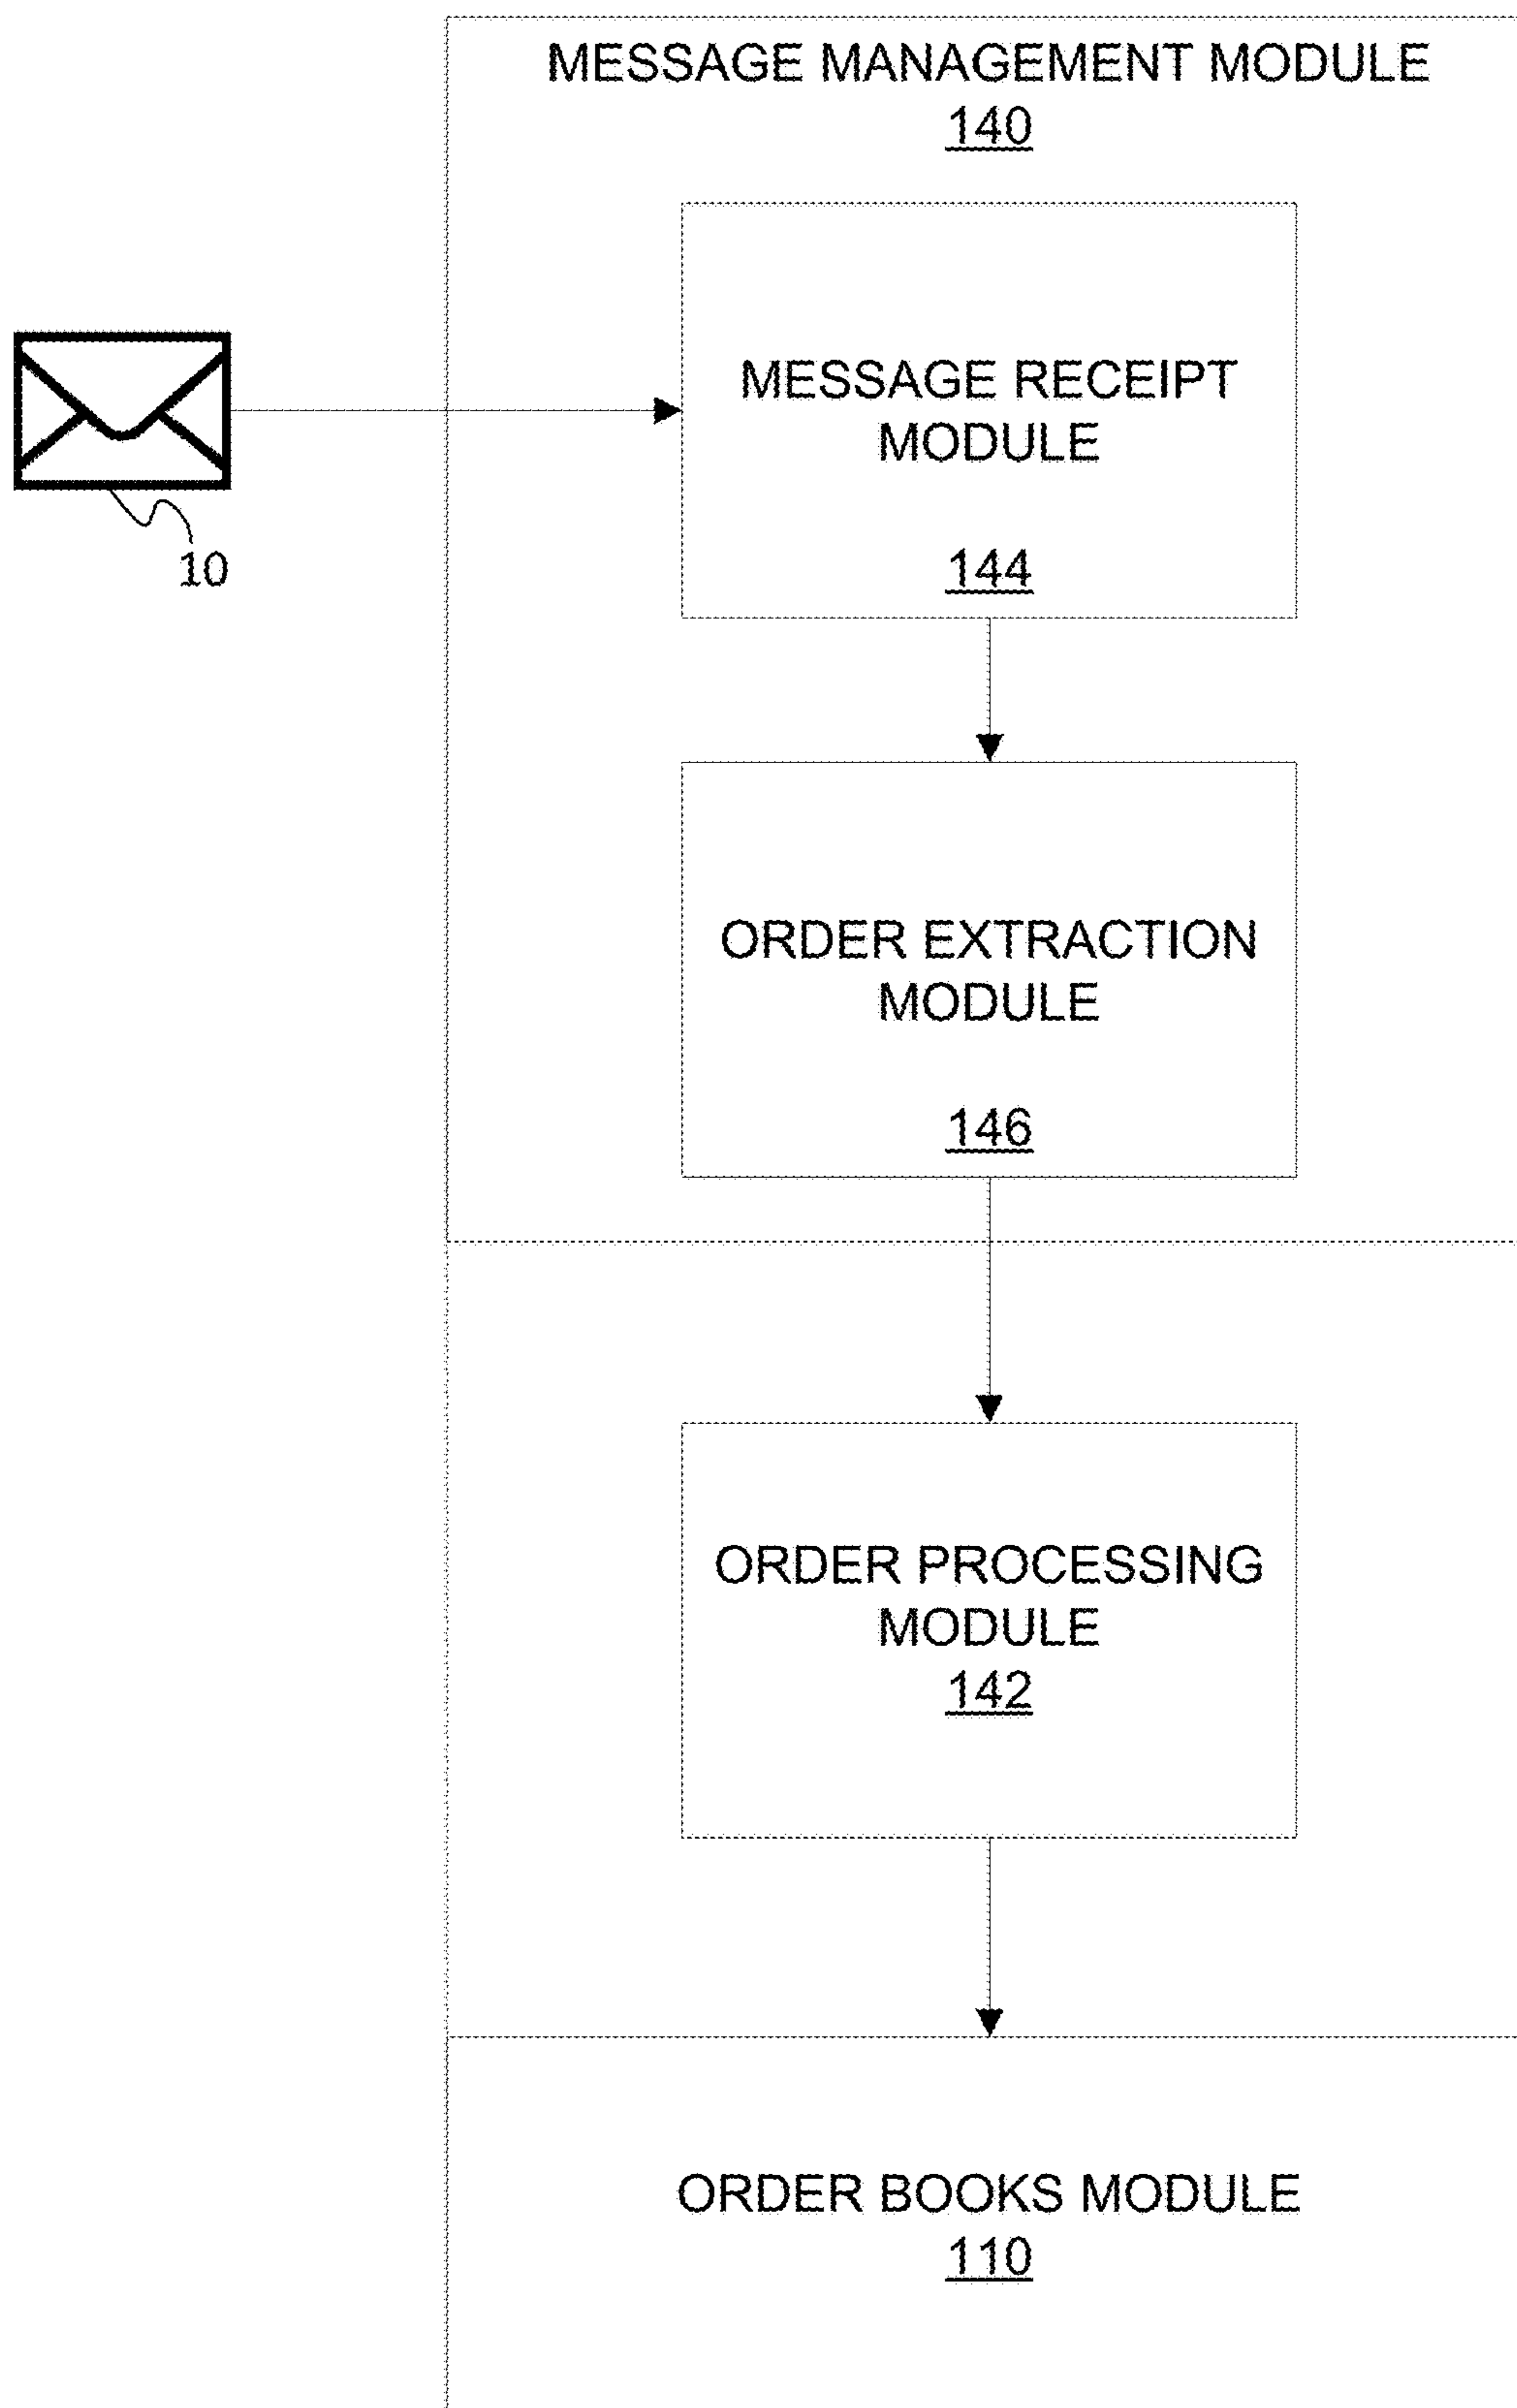 MESSAGE MANAGEMENT MODULE
140
MESSAGE RECEIPT
MODULE
144
10
ORDER EXTRACTION
MODULE
146
ORDER PROCESSING
MODULE
142
ORDER BOOKS MODULE
110